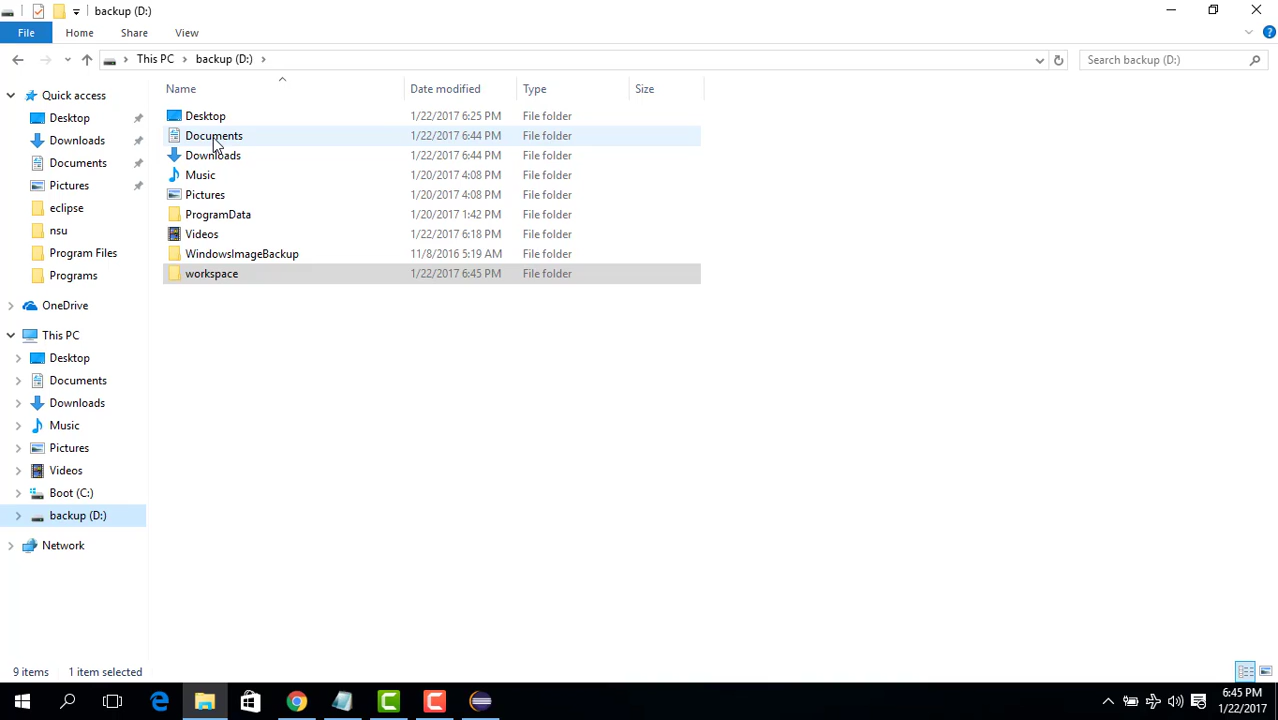 backup (D:)
File Home Share View
This PC backup (D:) Search backup (D:)
Name Date modified Type Size
Quick access
Desktop
Downloads
Documents
Pictures
eclipse
nsu
Program Files
Programs
OneDrive
This PC
Desktop
Documents
Downloads
Music
Pictures
Videos
Boot (C:)
backup (D:)
Network
Desktop 1/22/2017 6:25 PM File folder
Documents 1/22/2017 6:44 PM File folder
Downloads 1/22/2017 6:44 PM File folder
Music 1/20/2017 4:08 PM File folder
Pictures 1/20/2017 4:08 PM File folder
ProgramData 1/20/2017 1:42 PM File folder
Videos 1/22/2017 6:18 PM File folder
WindowsImageBackup 11/8/2016 5:19 AM File folder
workspace 1/22/2017 6:45 PM File folder
9 items 1 item selected
6:45 PM
1/22/2017